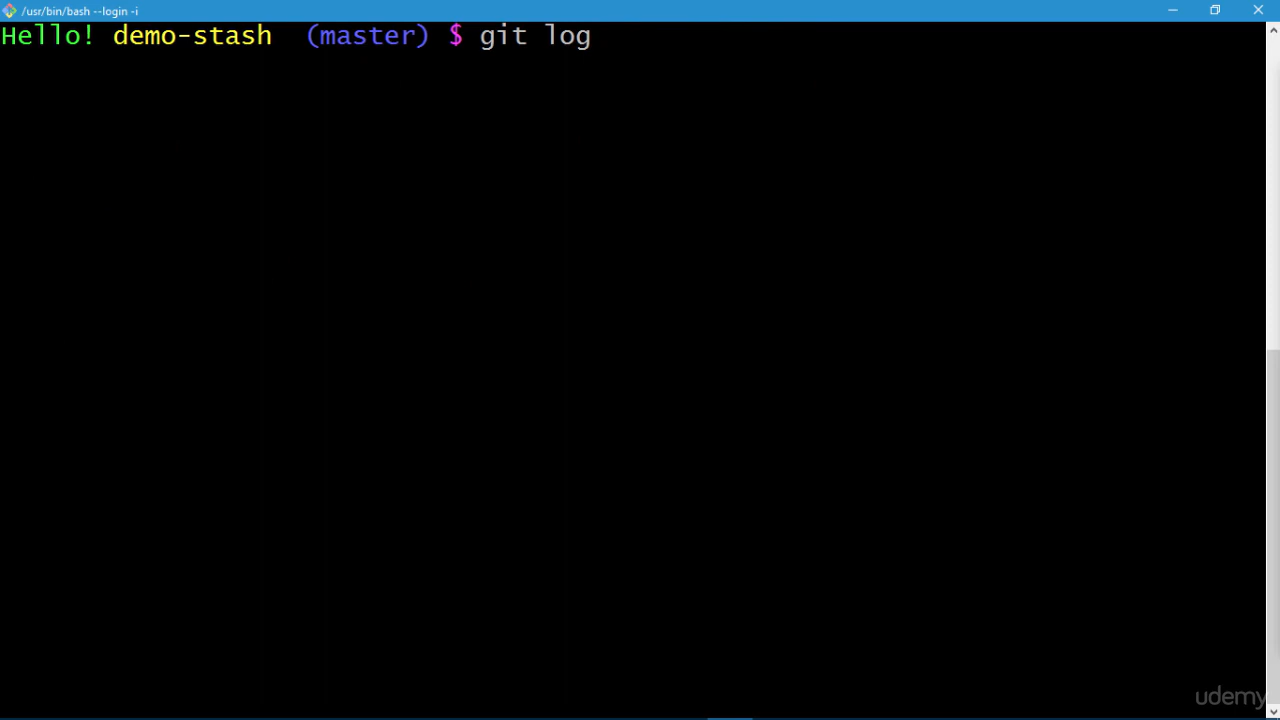 /usr/bin/bash --login -i
Hello! demo-stash (master) $ git log
udemy